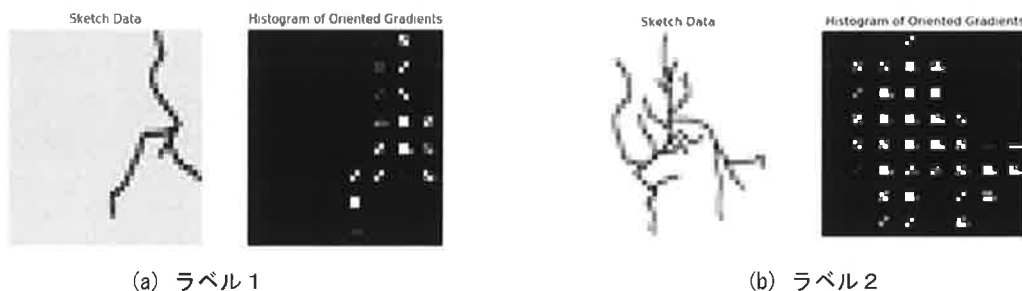 Sketch Data
Histogram of Oriented Gradients
Sketch Data
Histogram of Oriented Gradients
(a) ラベル 1
(b) ラベル 2